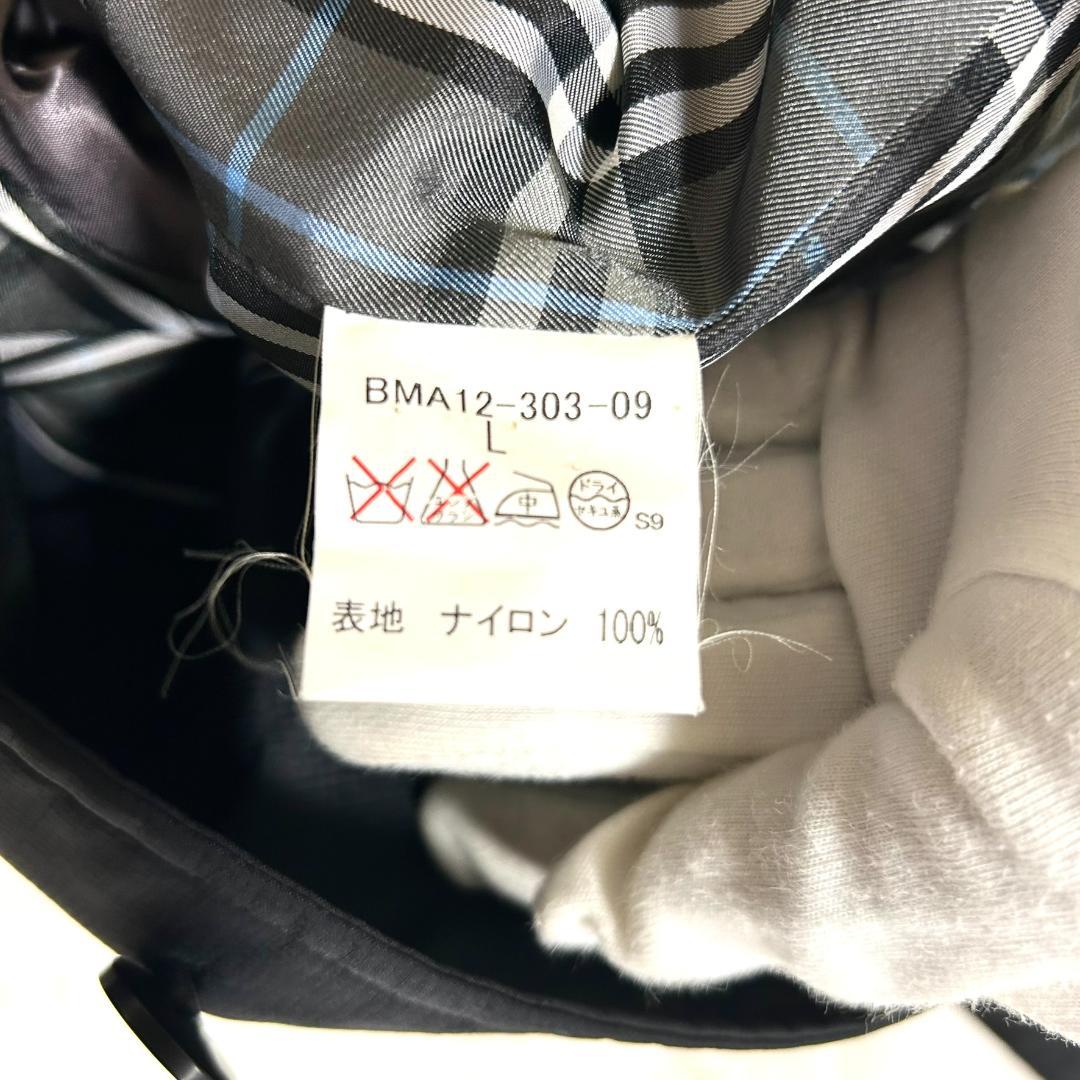 BMA12-303-09
L
中
ドライ
セキユ系
S9
表地 ナイロン 100%